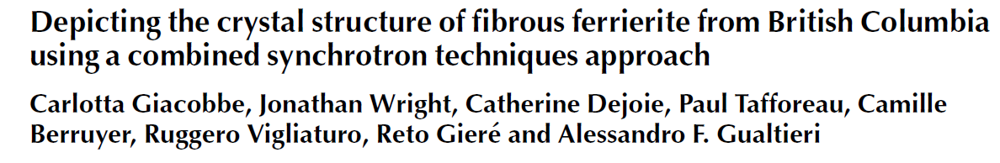 Depicting the crystal structure of fibrous ferrierite from British Columbia
using a combined synchrotron techniques approach
Carlotta Giacobbe, Jonathan Wright, Catherine Dejoie, Paul Tafforeau, Camille
Berruyer, Ruggero Vigliaturo, Reto Gieré and Alessandro F. Gualtieri